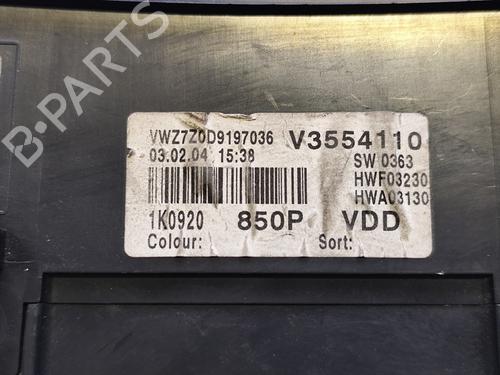 VWZ7Z0D9197036 V3554110
03.02.04 15:38 SW 0363
HWF03230
HWA03130
1K0920 850P VDD
Colour: Sort:
B-PARTS